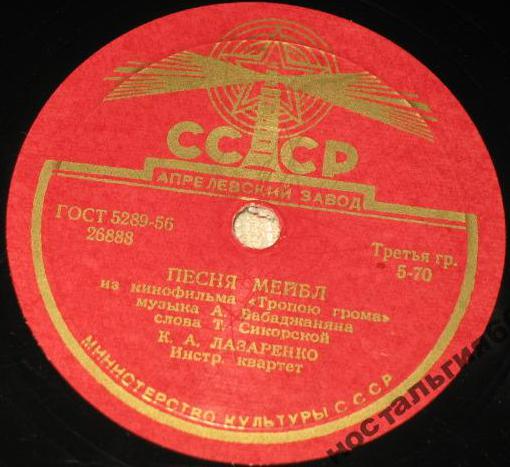 СССР
АПРЕЛЕВСКИЙ ЗАВОД
ГОСТ 5289-56
26888
Третья гр.
5-70
ПЕСНЯ МЕЙБЛ
из кинофильма «Тропою грома»
музыка А. Бабаджаняна
слова Т. Сикорской
К. А. ЛАЗАРЕНКО
Инстр. квартет
МИНИСТЕРСТВО КУЛЬТУРЫ СССР